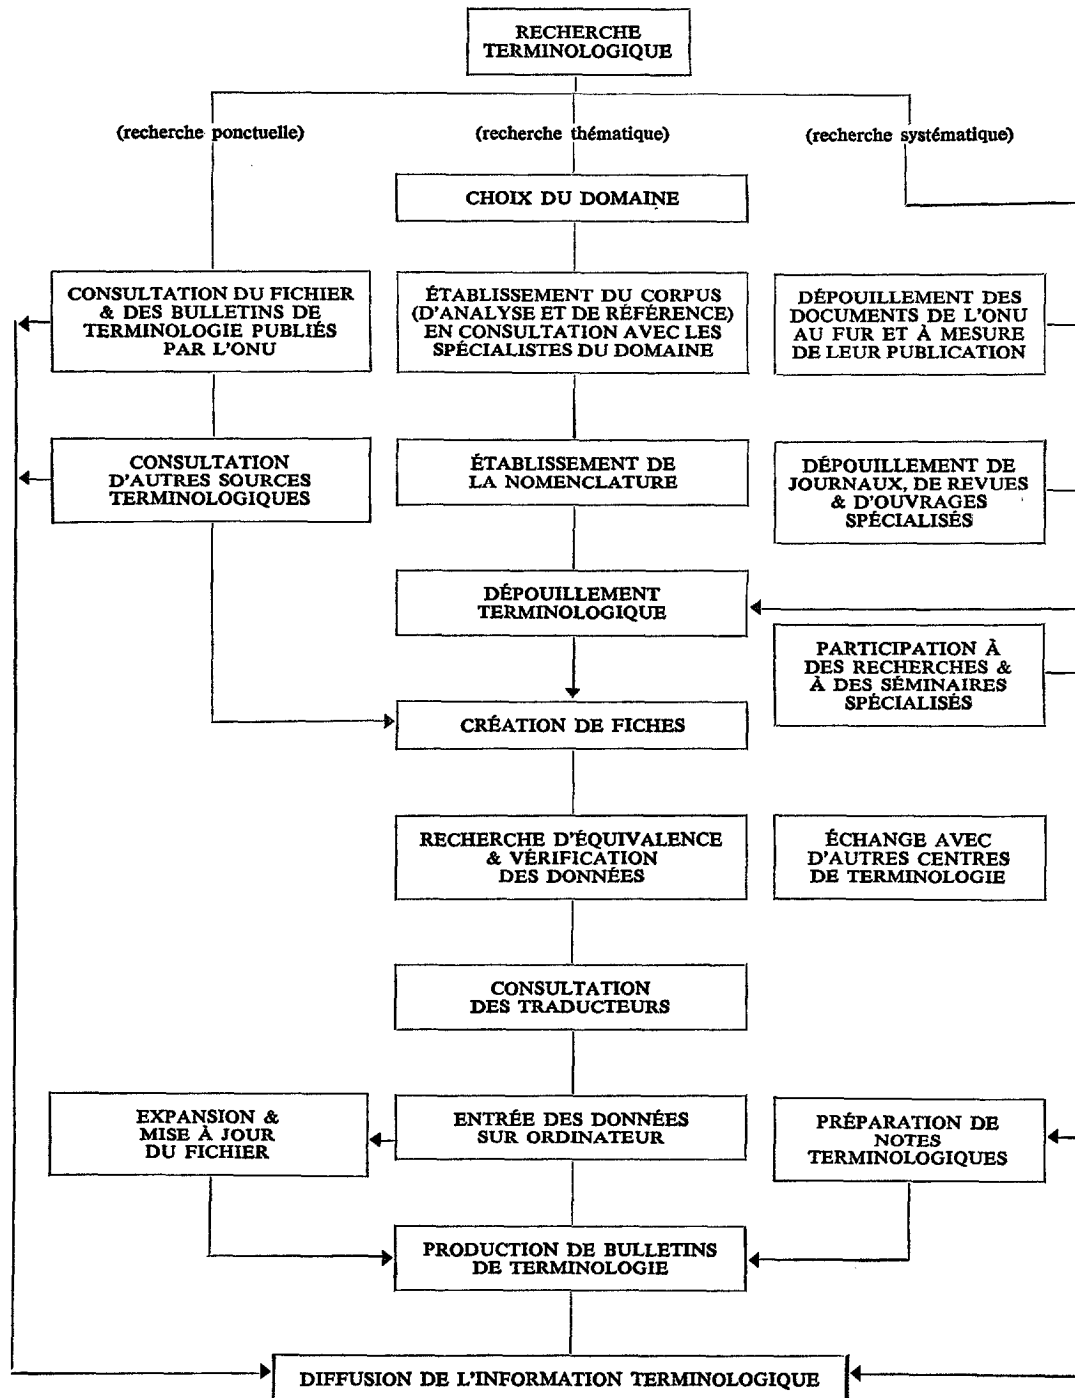 RECHERCHE
TERMINOLOGIQUE
(recherche ponctuelle)
(recherche thématique)
(recherche systématique)
CHOIX DU DOMAINE
CONSULTATION DU FICHIER
& DES BULLETINS DE
TERMINOLOGIE PUBLIÉS
PAR L'ONU
ÉTABLISSEMENT DU CORPUS
(D'ANALYSE ET DE RÉFÉRENCE)
EN CONSULTATION AVEC LES
SPÉCIALISTES DU DOMAINE
DÉPOUILLEMENT DES
DOCUMENTS DE L'ONU
AU FUR ET À MESURE
DE LEUR PUBLICATION
CONSULTATION
D'AUTRES SOURCES
TERMINOLOGIQUES
ÉTABLISSEMENT DE
LA NOMENCLATURE
DÉPOUILLEMENT DE
JOURNAUX, DE REVUES
& D'OUVRAGES
SPÉCIALISÉS
DÉPOUILLEMENT
TERMINOLOGIQUE
PARTICIPATION À
DES RECHERCHES &
À DES SÉMINAIRES
SPÉCIALISÉS
CRÉATION DE FICHES
RECHERCHE D'ÉQUIVALENCE
& VÉRIFICATION
DES DONNÉES
ÉCHANGE AVEC
D'AUTRES CENTRES
DE TERMINOLOGIE
CONSULTATION
DES TRADUCTEURS
EXPANSION &
MISE À JOUR
DU FICHIER
ENTRÉE DES DONNÉES
SUR ORDINATEUR
PRÉPARATION DE
NOTES
TERMINOLOGIQUES
PRODUCTION DE BULLETINS
DE TERMINOLOGIE
DIFFUSION DE L'INFORMATION TERMINOLOGIQUE